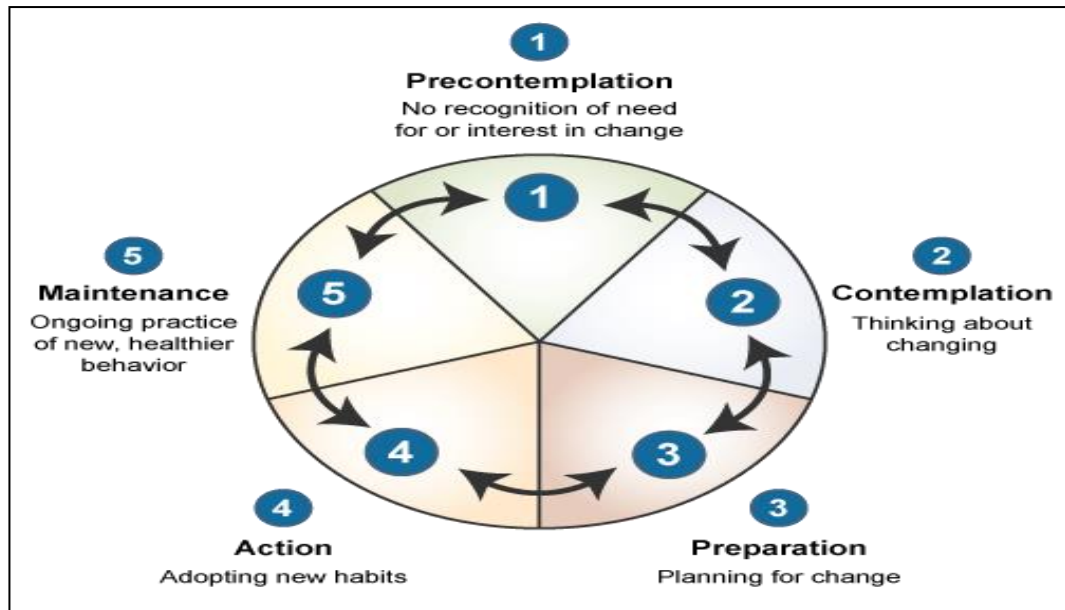 1
Precontemplation
No recognition of need
for or interest in change
1
5
Maintenance
Ongoing practice
of new, healthier
behavior
5
2
2
Contemplation
Thinking about
changing
4
3
4
Action
Adopting new habits
3
Preparation
Planning for change